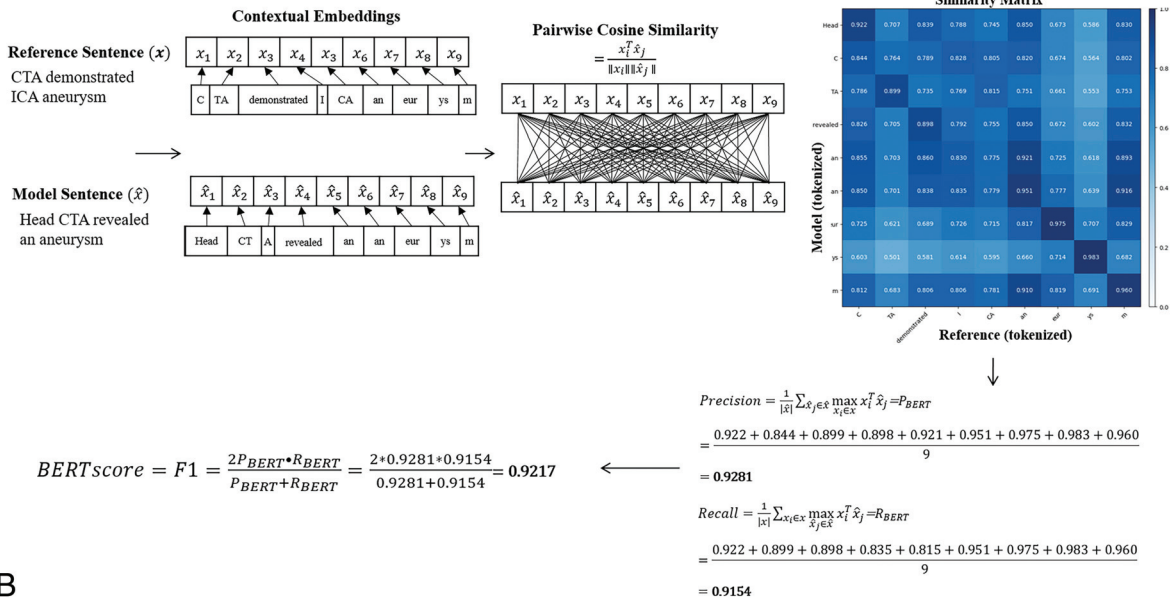 Contextual Embeddings
Reference Sentence (x)
CTA demonstrated
ICA aneurysm
x₁ x₂ x₃ x₄ x₃ x₆ x₇ x₈ x₉
C TA demonstrated I CA an eur ys m
Model Sentence (x̂)
Head CTA revealed
an aneurysm
x̂₁ x̂₂ x̂₃ x̂₄ x̂₅ x̂₆ x̂₇ x̂₈ x̂₉
Head CT A revealed an an eur ys m
Pairwise Cosine Similarity
= xᵢᵀx̂ⱼ / ‖xᵢ‖‖x̂ⱼ‖
x₁ x₂ x₃ x₄ x₅ x₆ x₇ x₈ x₉
x̂₁ x̂₂ x̂₃ x̂₄ x̂₅ x̂₆ x̂₇ x̂₈ x̂₉
Similarity Matrix
Model (tokenized)
Head 0.922 0.707 0.839 0.788 0.745 0.850 0.673 0.586 0.830
C 0.844 0.764 0.789 0.828 0.805 0.820 0.674 0.564 0.802
TA 0.786 0.899 0.735 0.769 0.815 0.751 0.661 0.553 0.753
revealed 0.826 0.705 0.898 0.792 0.755 0.850 0.672 0.602 0.832
an 0.855 0.703 0.860 0.830 0.775 0.921 0.725 0.618 0.893
an 0.850 0.701 0.838 0.835 0.779 0.951 0.777 0.639 0.916
eur 0.725 0.621 0.689 0.726 0.715 0.817 0.975 0.707 0.829
ys 0.603 0.501 0.581 0.614 0.595 0.660 0.714 0.983 0.682
m 0.812 0.683 0.806 0.806 0.781 0.910 0.819 0.691 0.960
C TA demonstrated I CA an eur ys m
Reference (tokenized)
1.0
0.8
0.6
0.4
0.2
0.0
Precision = 1/|x̂| ∑x̂ⱼ∈x̂ max xᵢ∈x xᵢᵀx̂ⱼ=P_BERT
= (0.922 + 0.844 + 0.899 + 0.898 + 0.921 + 0.951 + 0.975 + 0.983 + 0.960) / 9
= 0.9281
Recall = 1/|x| ∑xᵢ∈x max x̂ⱼ∈x̂ xᵢᵀx̂ⱼ=R_BERT
= (0.922 + 0.899 + 0.898 + 0.835 + 0.815 + 0.951 + 0.975 + 0.983 + 0.960) / 9
= 0.9154
BERTscore = F1 = 2P_BERT•R_BERT / P_BERT+R_BERT = 2*0.9281*0.9154 / 0.9281+0.9154 = 0.9217
B